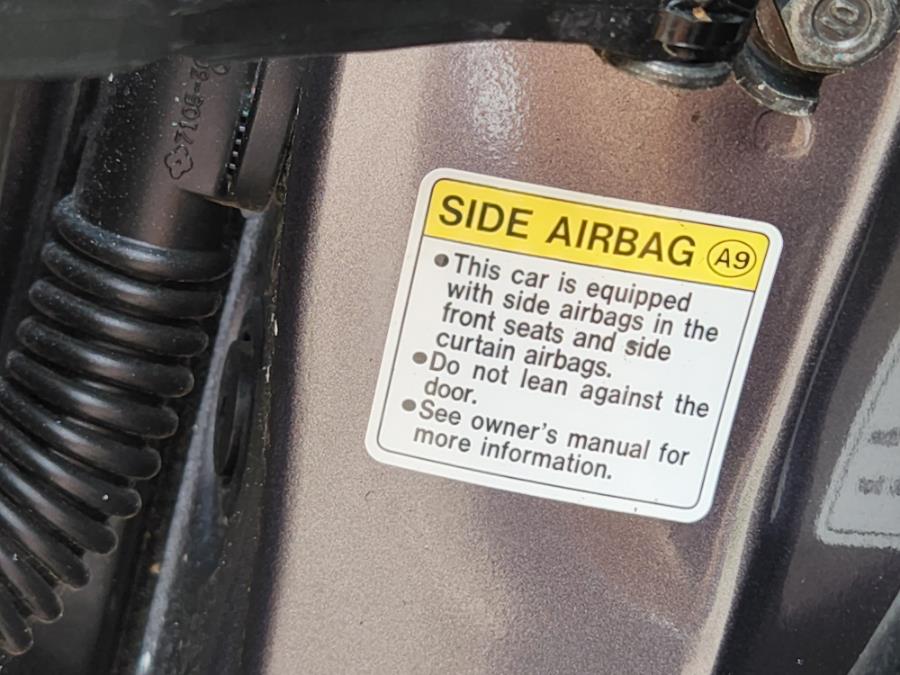 SIDE AIRBAG A9
•This car is equipped
with side airbags in the
front seats and side
curtain airbags.
•Do not lean against the
door.
•See owner's manual for
more information.